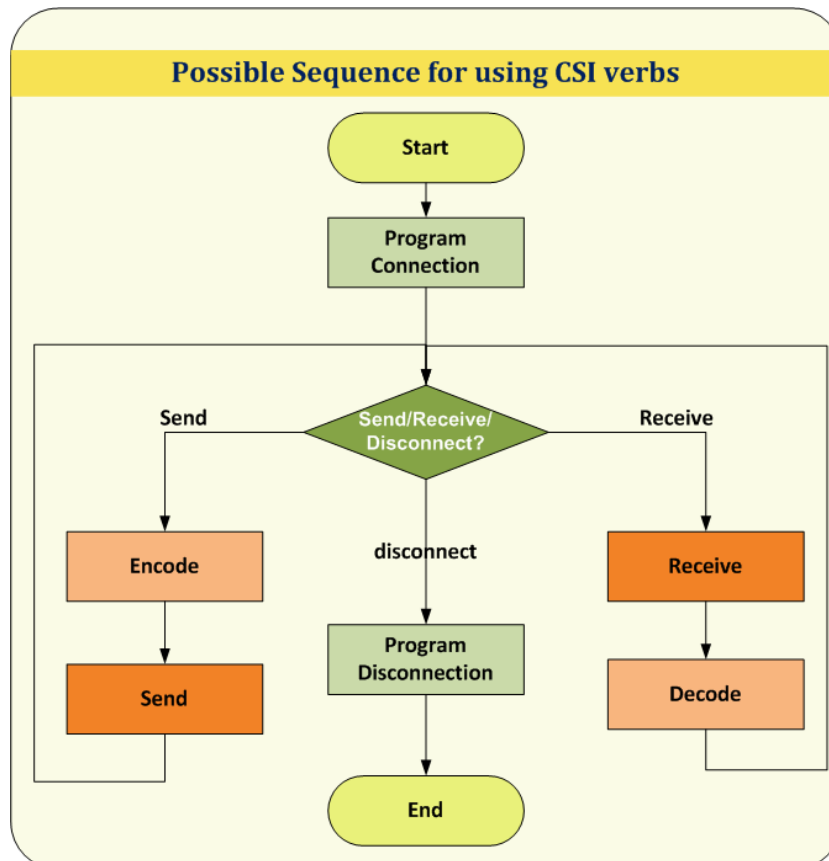 Possible Sequence for using CSI verbs
Start
Program
Connection
Send/Receive/
Disconnect?
Send
Receive
disconnect
Encode
Receive
Program
Disconnection
Send
Decode
End